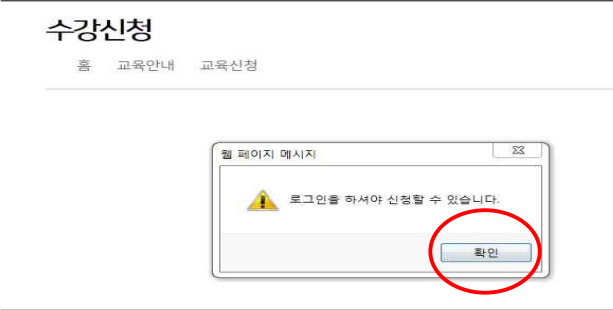 수강신청
홈 교육안내 교육신청
웹 페이지 메시지
로그인을 하셔야 신청할 수 있습니다.
확인